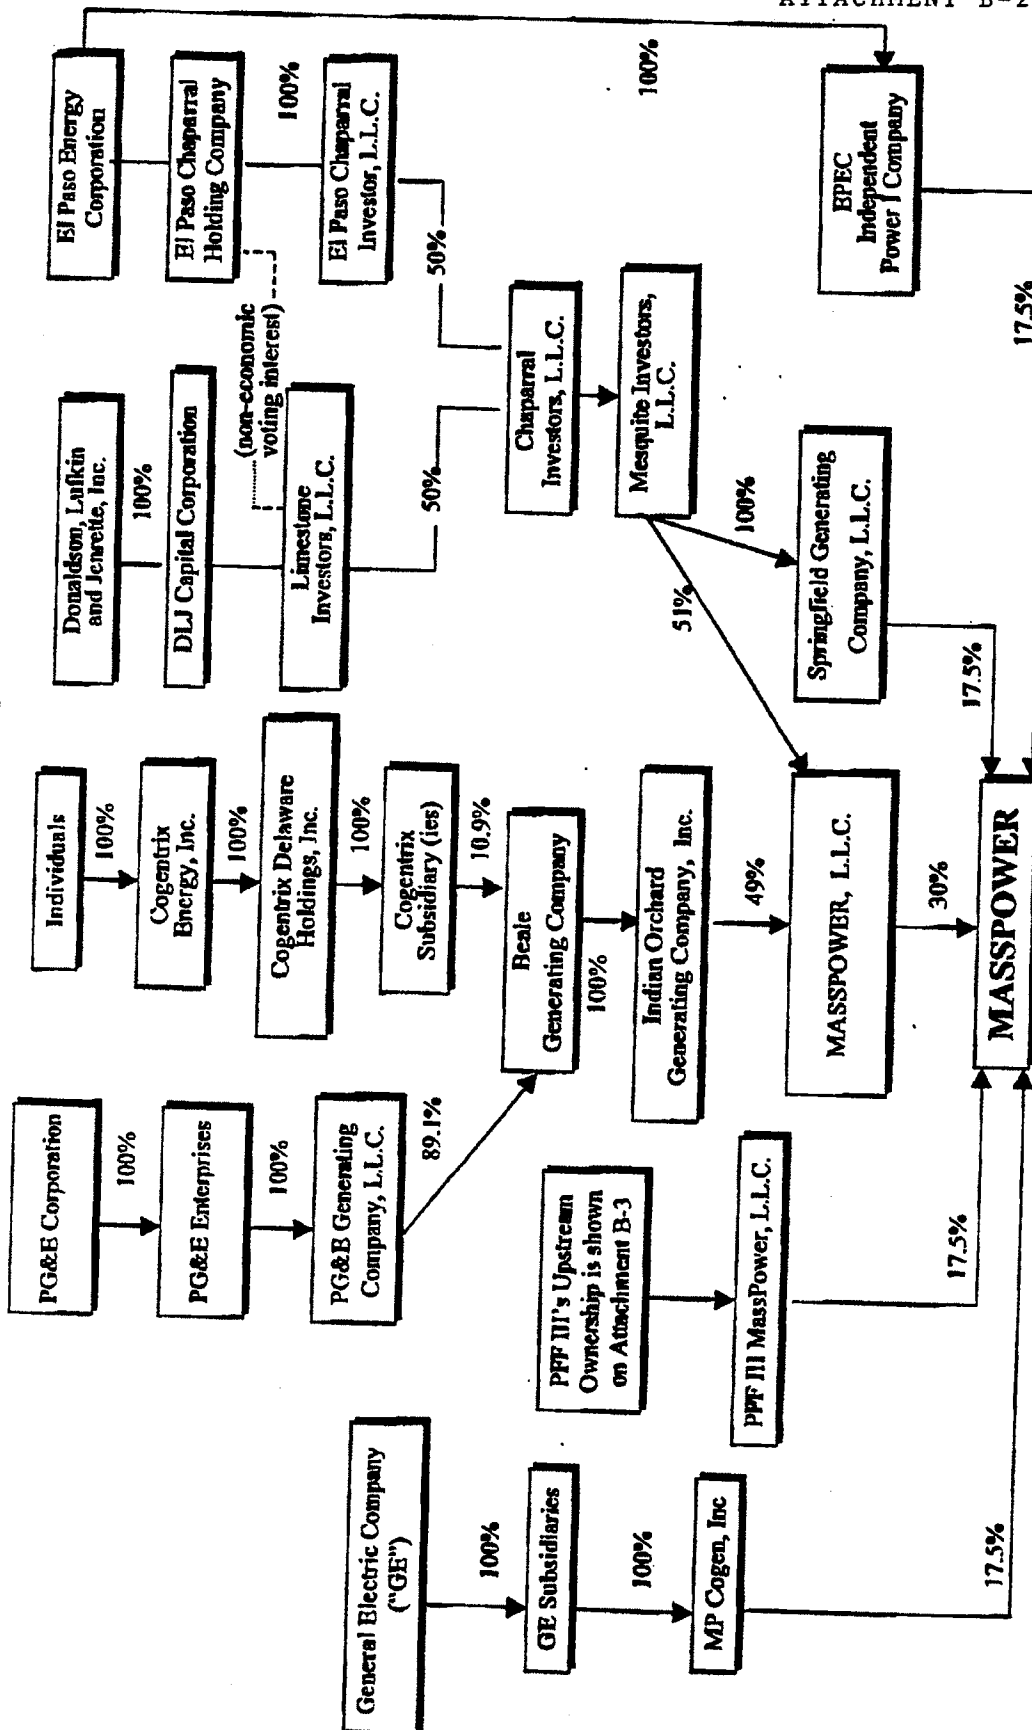 ATTACHMENT B-2
General Electric Company
("GE")
100%
GE Subsidiaries
100%
MP Cogen, Inc
17.5%
PG&E Corporation
100%
PG&E Enterprises
100%
PG&E Generating
Company, L.L.C.
89.1%
PPF III's Upstream
Ownership is shown
on Attachment B-3
PPF III MassPower, L.L.C.
17.5%
Individuals
100%
Cogentrix
Energy, Inc.
100%
Cogentrix Delaware
Holdings, Inc.
100%
Cogentrix
Subsidiary (ies)
10.9%
Beale
Generating Company
100%
Indian Orchard
Generating Company, Inc.
49%
MASSPOWER, L.L.C.
30%
MASSPOWER
Donaldson, Lufkin
and Jenrette, Inc.
100%
DLJ Capital Corporation
(non-economic
voting interest)
Limestone
Investors, L.L.C.
50%
El Paso Energy
Corporation
El Paso Chaparral
Holding Company
100%
El Paso Chaparral
Investor, L.L.C.
50%
Chaparral
Investors, L.L.C.
Mesquite Investors,
L.L.C.
51%
100%
Springfield Generating
Company, L.L.C.
17.5%
100%
EPEC
Independent
Power I Company
17.5%